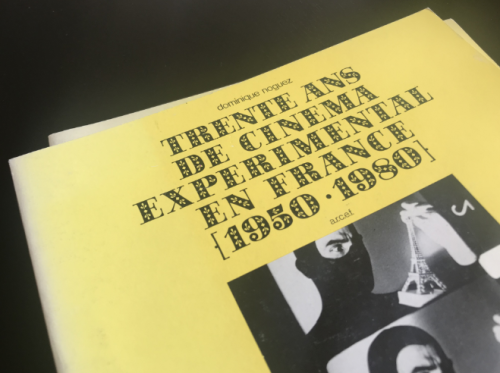 dominique noguez
TRENTE ANS
DE CINEMA
EXPERIMENTAL
EN FRANCE
[1950·1980]
arcef